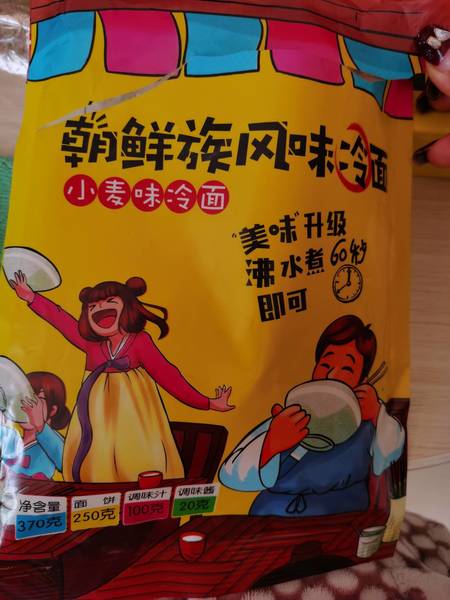 朝鲜族风味冷面
小麦味冷面
"美味"升级
沸水煮60秒
即可
净含量 面饼 调味汁 调味酱
370克 250克 100克 20克